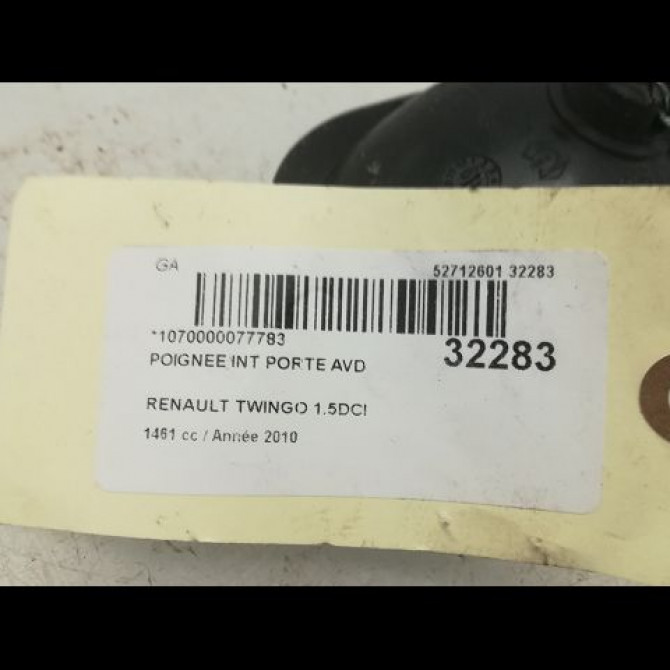 GA 52712601 32283
*1070000077783 32283
POIGNEE INT PORTE AVD
RENAULT TWINGO 1.5DCI
1461 cc / Année 2010